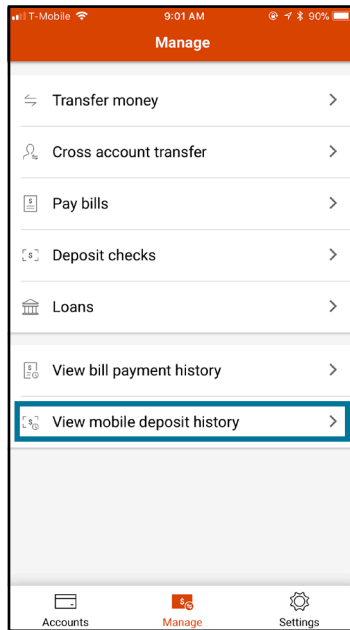 T-Mobile 9:01 AM 90%
Manage
Transfer money
Cross account transfer
Pay bills
Deposit checks
Loans
View bill payment history
View mobile deposit history
Accounts Manage Settings